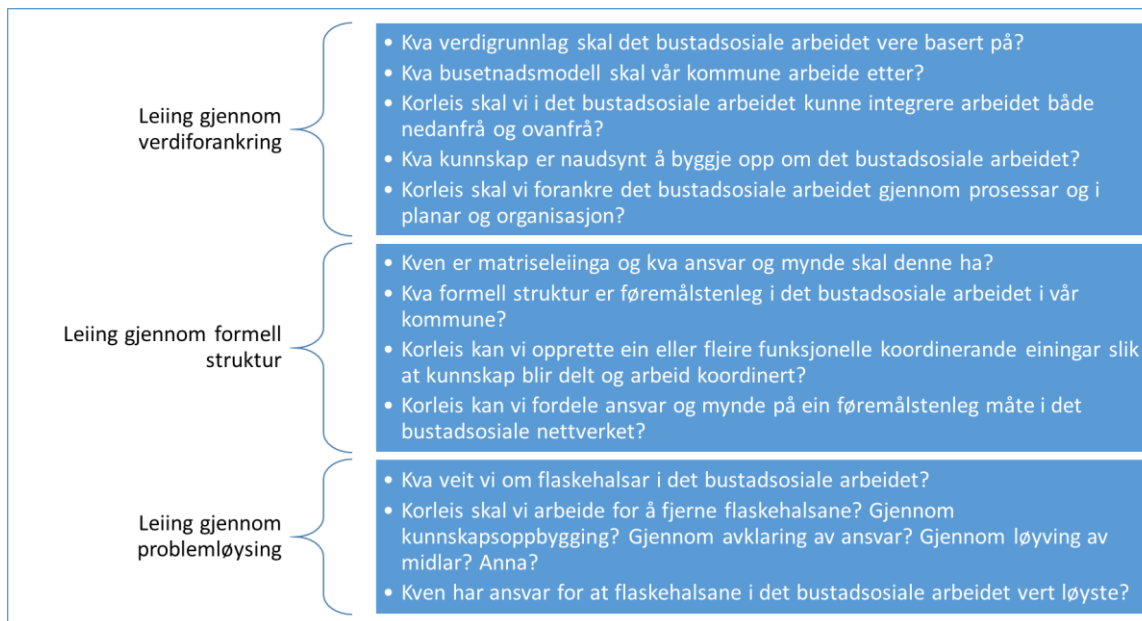 Leiing gjennom
verdiforankring
• Kva verdigrunnlag skal det bustadsosiale arbeidet vere basert på?
• Kva busetnadsmodell skal vår kommune arbeide etter?
• Korleis skal vi i det bustadsosiale arbeidet kunne integrere arbeidet både
nedanfrå og ovanfrå?
• Kva kunnskap er naudsynt å byggje opp om det bustadsosiale arbeidet?
• Korleis skal vi forankre det bustadsosiale arbeidet gjennom prosessar og i
planar og organisasjon?
Leiing gjennom formell
struktur
• Kven er matriseleiinga og kva ansvar og mynde skal denne ha?
• Kva formell struktur er føremålstenleg i det bustadsosiale arbeidet i vår
kommune?
• Korleis kan vi opprette ein eller fleire funksjonelle koordinerande einingar slik
at kunnskap blir delt og arbeid koordinert?
• Korleis kan vi fordele ansvar og mynde på ein føremålstenleg måte i det
bustadsosiale nettverket?
Leiing gjennom
problemløysing
• Kva veit vi om flaskehalsar i det bustadsosiale arbeidet?
• Korleis skal vi arbeide for å fjerne flaskehalsane? Gjennom
kunnskapsoppbygging? Gjennom avklaring av ansvar? Gjennom løyving av
midlar? Anna?
• Kven har ansvar for at flaskehalsane i det bustadsosiale arbeidet vert løyste?